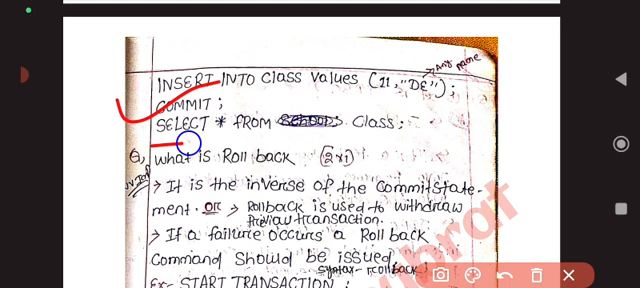 → Any name
INSERT INTO Class Values (11,"DE");
COMMIT;
SELECT * FROM Class;
Q, what is Roll back (2×1)
→ It is the inverse of the Commit state-
ment. OR → Rollback is used to withdraw
transaction.
→ If a failure occurs a Roll back
Command Should be issued
Syntax - rollback;
Ex- START TRANSACTION;